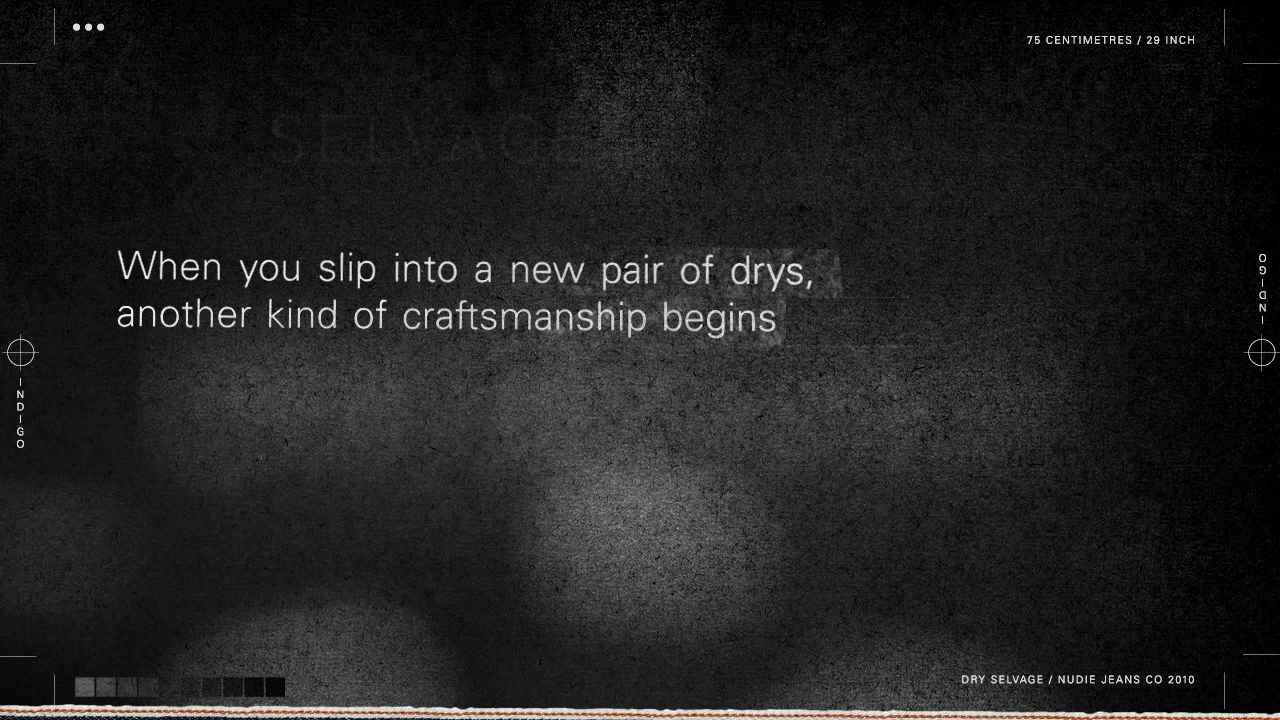 75 CENTIMETRES / 29 INCH
SELVAGE
When you slip into a new pair of drys,
another kind of craftsmanship begins
INDIGO
INDIGO
DRY SELVAGE / NUDIE JEANS CO 2010